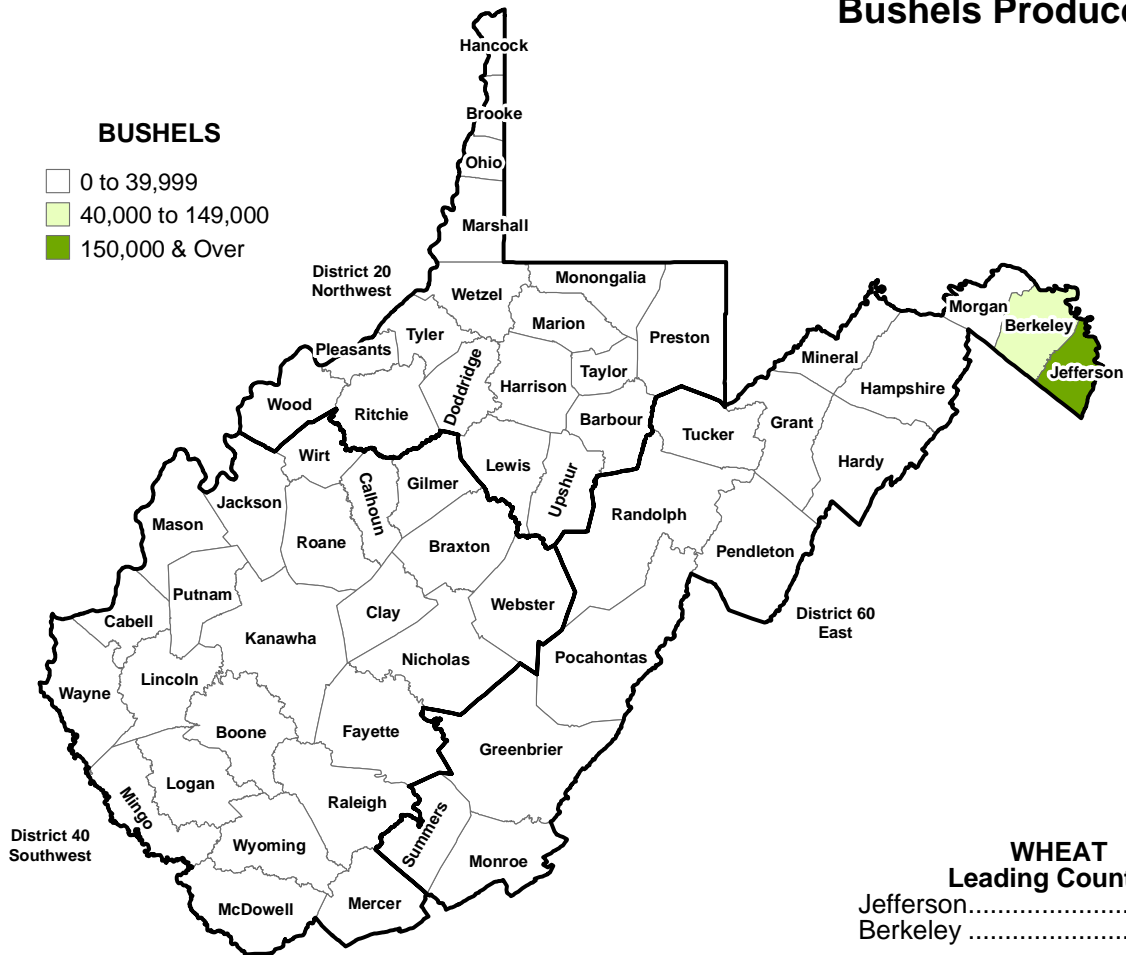 Bushels Produce
Hancock
Brooke
BUSHELS
Ohio
0 to 39,999
40,000 to 149,000
150,000 & Over
Marshall
District 20
Northwest
Monongalia
Wetzel
Morgan
Marion
Berkeley
Tyler
Preston
Pleasants
Mineral
Taylor
Jefferson
Doddridge
Harrison
Hampshire
Wood
Ritchie
Barbour
Grant
Tucker
Wirt
Lewis
Hardy
Gilmer
Upshur
Jackson
Calhoun
Mason
Randolph
Roane
Braxton
Pendleton
Putnam
Webster
Clay
District 60
East
Cabell
Kanawha
Nicholas
Pocahontas
Lincoln
Wayne
Boone
Fayette
Greenbrier
Logan
Mingo
Raleigh
Summers
District 40
Southwest
Wyoming
Monroe
WHEAT
Leading Count
McDowell
Mercer
Jefferson......................
Berkeley ......................